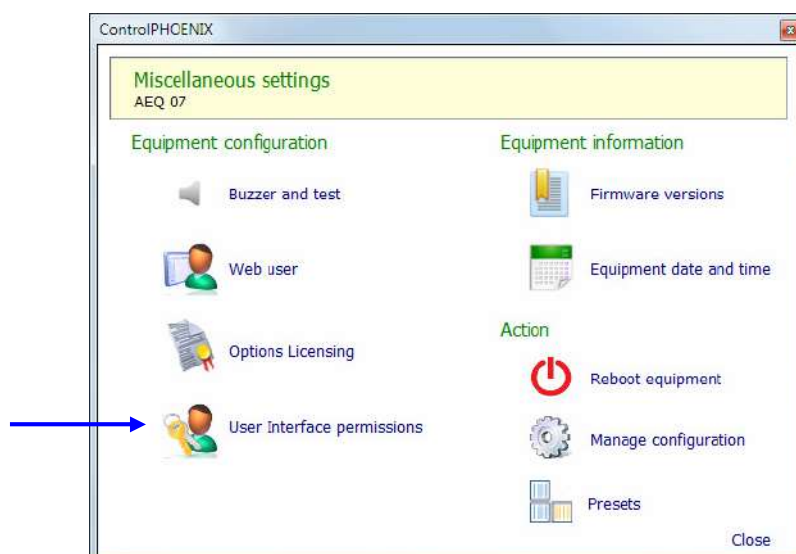 ControlPHOENIX
Miscellaneous settings
AEQ 07
Equipment configuration
Buzzer and test
Web user
Options Licensing
User Interface permissions
Equipment information
Firmware versions
Equipment date and time
Action
Reboot equipment
Manage configuration
Presets
Close